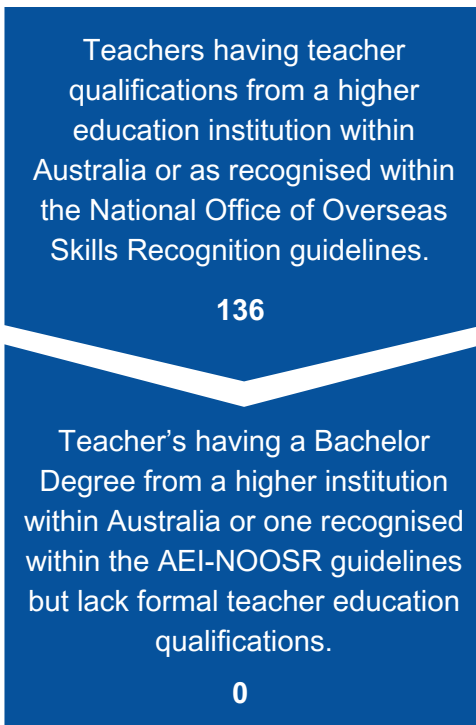 Teachers having teacher
qualifications from a higher
education institution within
Australia or as recognised within
the National Office of Overseas
Skills Recognition guidelines.
136
Teacher’s having a Bachelor
Degree from a higher institution
within Australia or one recognised
within the AEI-NOOSR guidelines
but lack formal teacher education
qualifications.
0